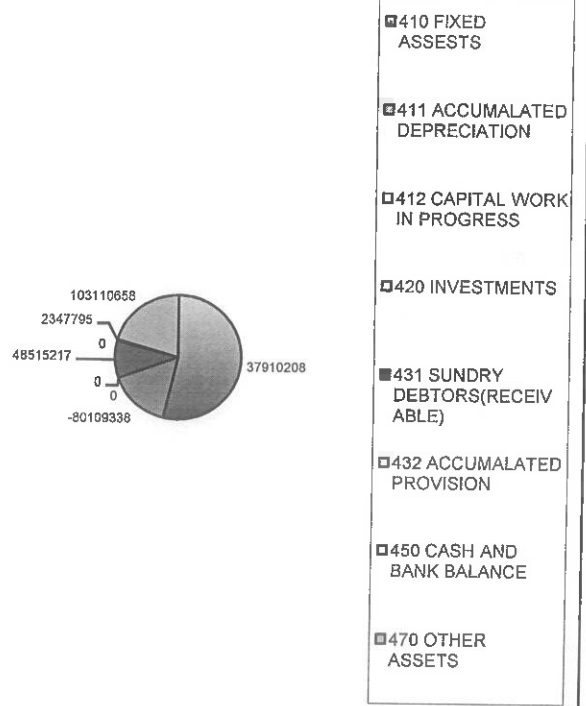 103110658
2347795
0
48515217
0
0
-80109338
37910208
410 FIXED
ASSESTS
411 ACCUMALATED
DEPRECIATION
412 CAPITAL WORK
IN PROGRESS
420 INVESTMENTS
431 SUNDRY
DEBTORS(RECEIV
ABLE)
432 ACCUMALATED
PROVISION
450 CASH AND
BANK BALANCE
470 OTHER
ASSETS